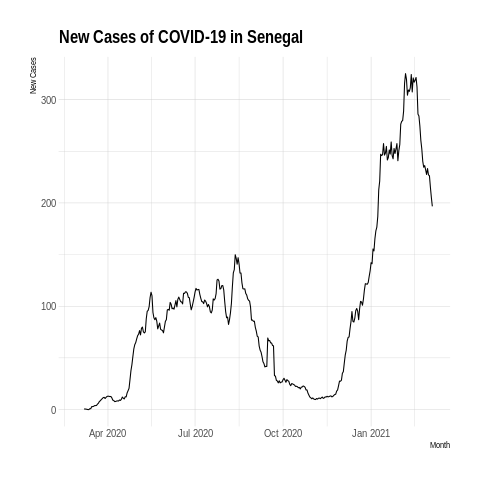 New Cases of COVID-19 in Senegal
New Cases
300
200
100
0
Apr 2020 Jul 2020 Oct 2020 Jan 2021
Month